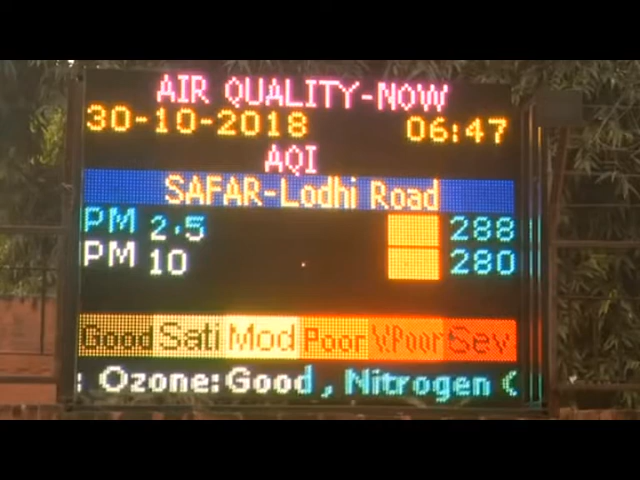 AIR QUALITY-NOW
30-10-2018 06:47
AQI
SAFAR-Lodhi Road
PM 2.5 288
PM 10 280
Good Sati Mod Poor V.Poor Sev
: Ozone: Good , Nitrogen